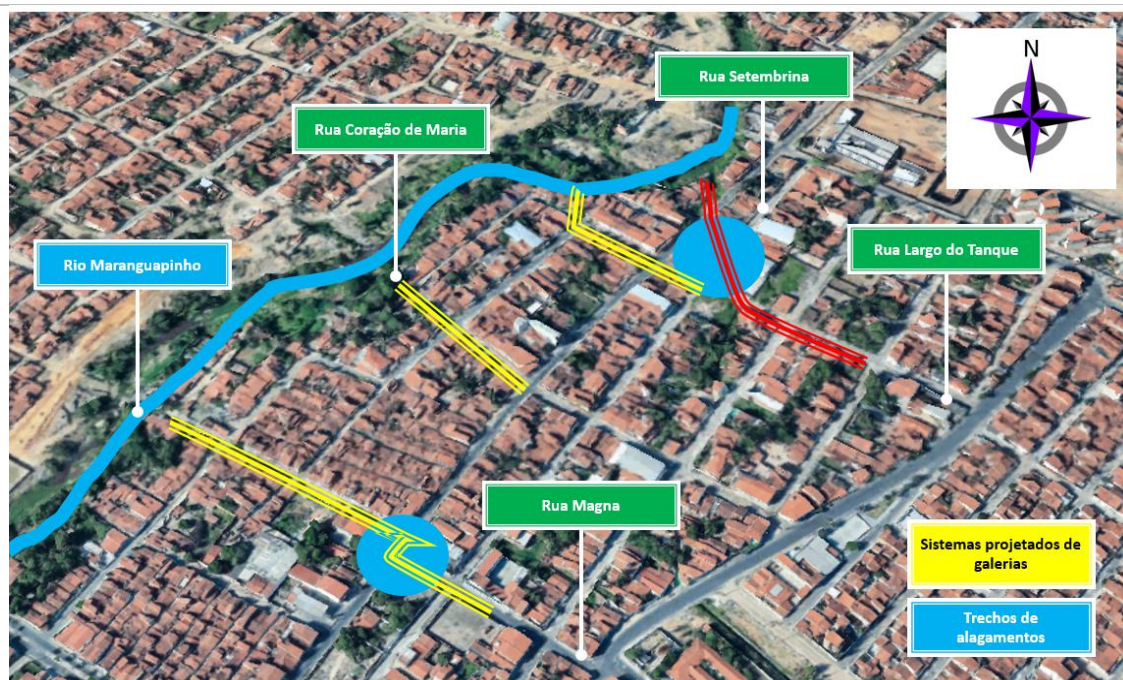 N
Rua Setembrina
Rua Coração de Maria
Rio Maranguapinho
Rua Largo do Tanque
Rua Magna
Sistemas projetados de
galerias
Trechos de
alagamentos